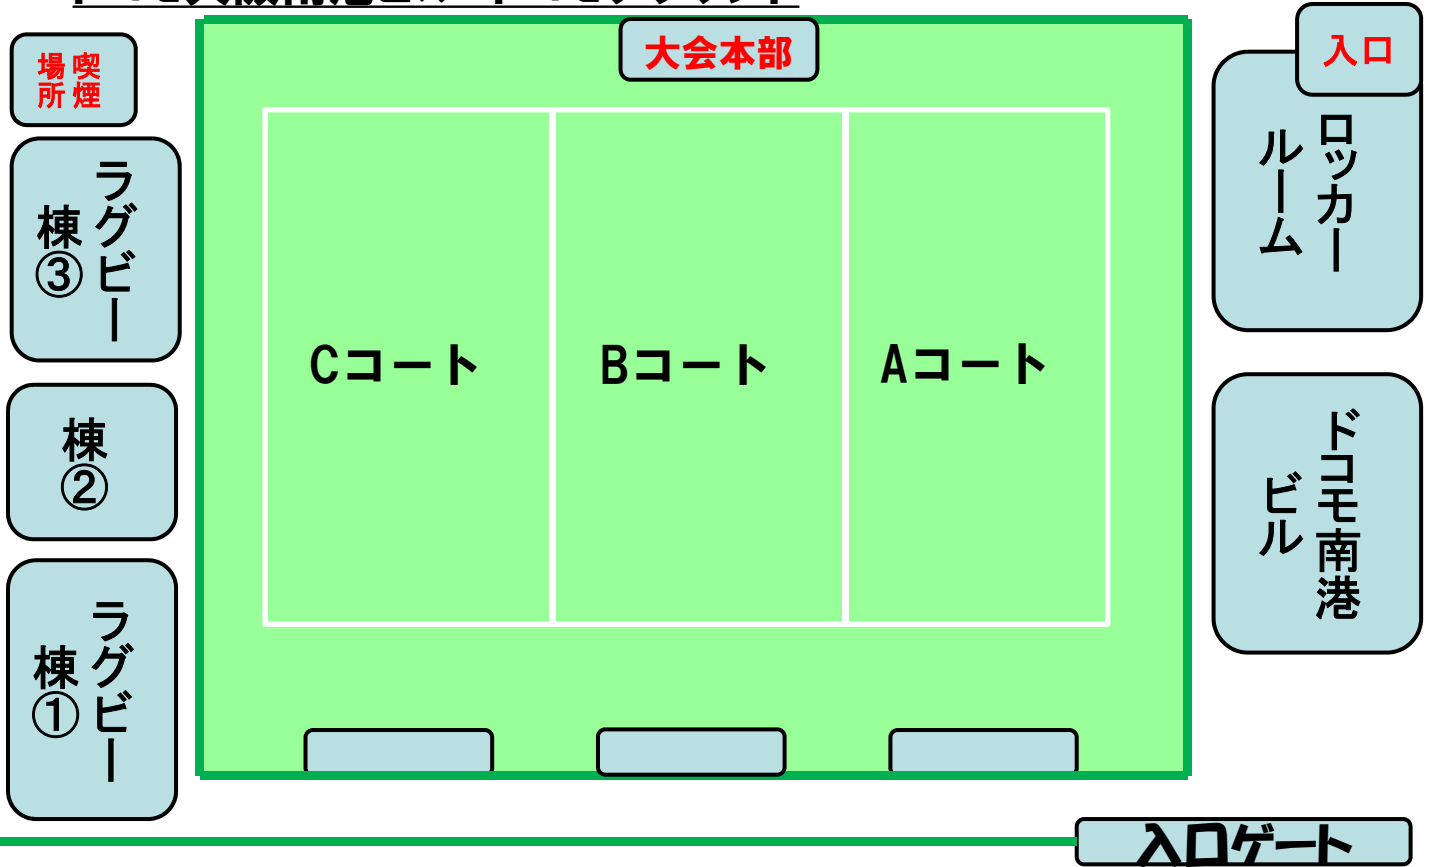 大会本部
入口
喫煙
場所
ロッカー
ルーム
ラグビー
棟③
Cコート
Bコート
Aコート
棟②
ドコモ南港
ビル
ラグビー
棟①
入口ゲート